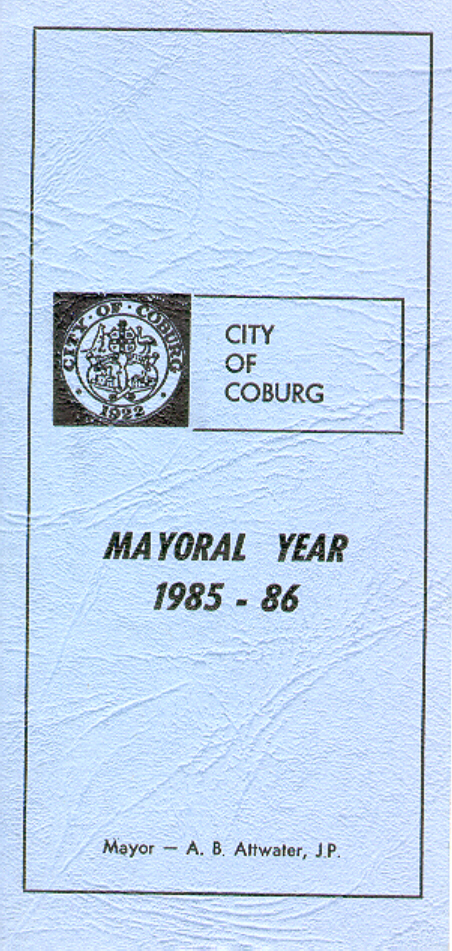 CITY · OF · COBURG
1922
CITY
OF
COBURG
MAYORAL YEAR
1985 - 86
Mayor — A. B. Attwater, J.P.